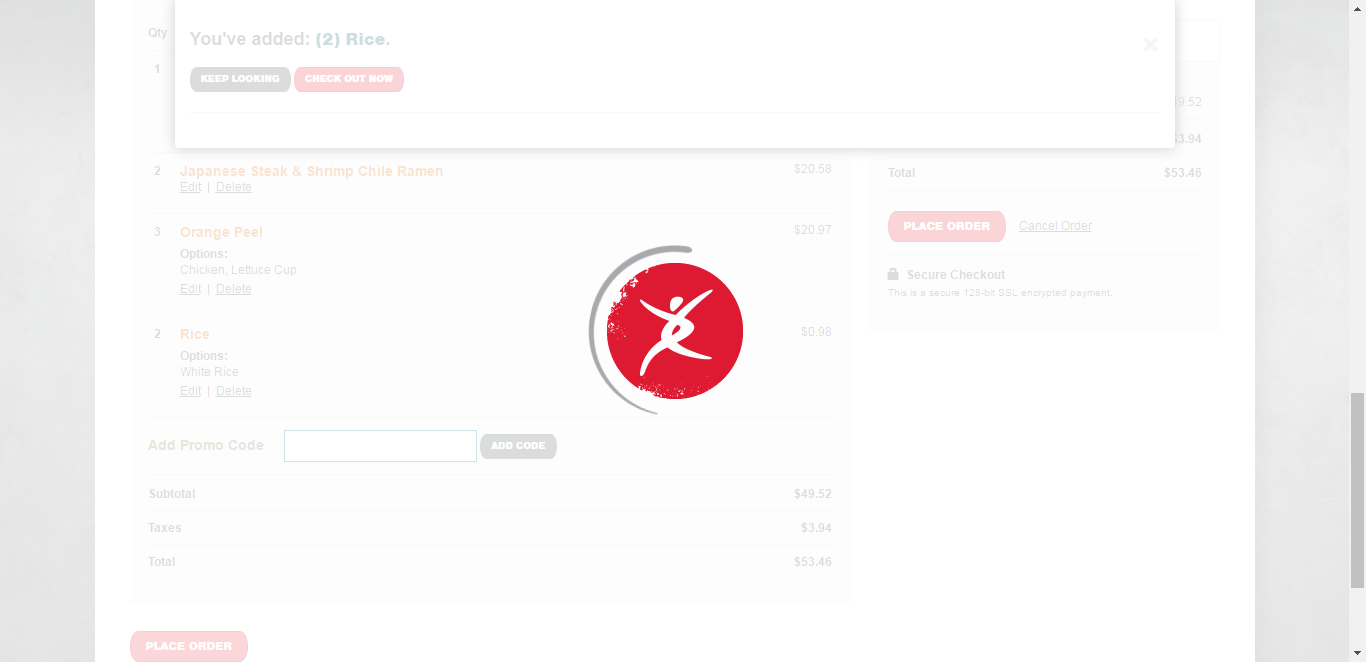 You've added: (2) Rice.
KEEP LOOKING CHECK OUT NOW
Qty
1
9.52
3.94
Total $53.46
PLACE ORDER Cancel Order
Secure Checkout
This is a secure 128-bit SSL encrypted payment.
2 Japanese Steak & Shrimp Chile Ramen $20.58
Edit | Delete
3 Orange Peel $20.97
Options:
Chicken, Lettuce Cup
Edit | Delete
2 Rice $0.98
Options:
White Rice
Edit | Delete
Add Promo Code ADD CODE
Subtotal $49.52
Taxes $3.94
Total $53.46
PLACE ORDER